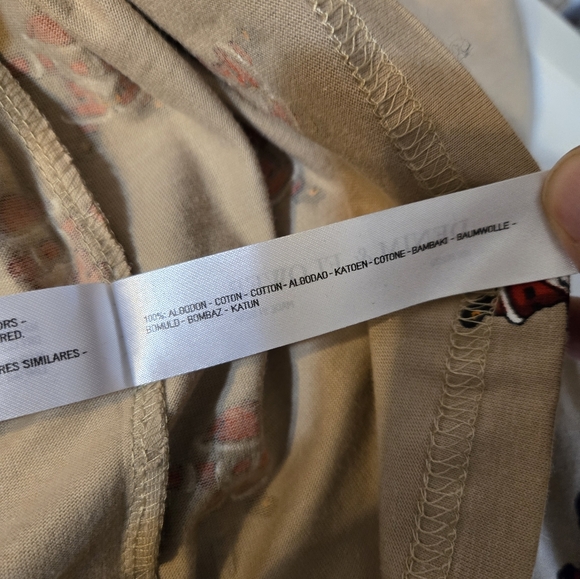 100%: ALGODON - COTON - COTTON - ALGODAO - KATOEN - COTONE - BAMBAKI - BAUMWOLLE -
BOMULD - BOMBAZ - KATUN
ORS -
RED.
RES SIMILARES -